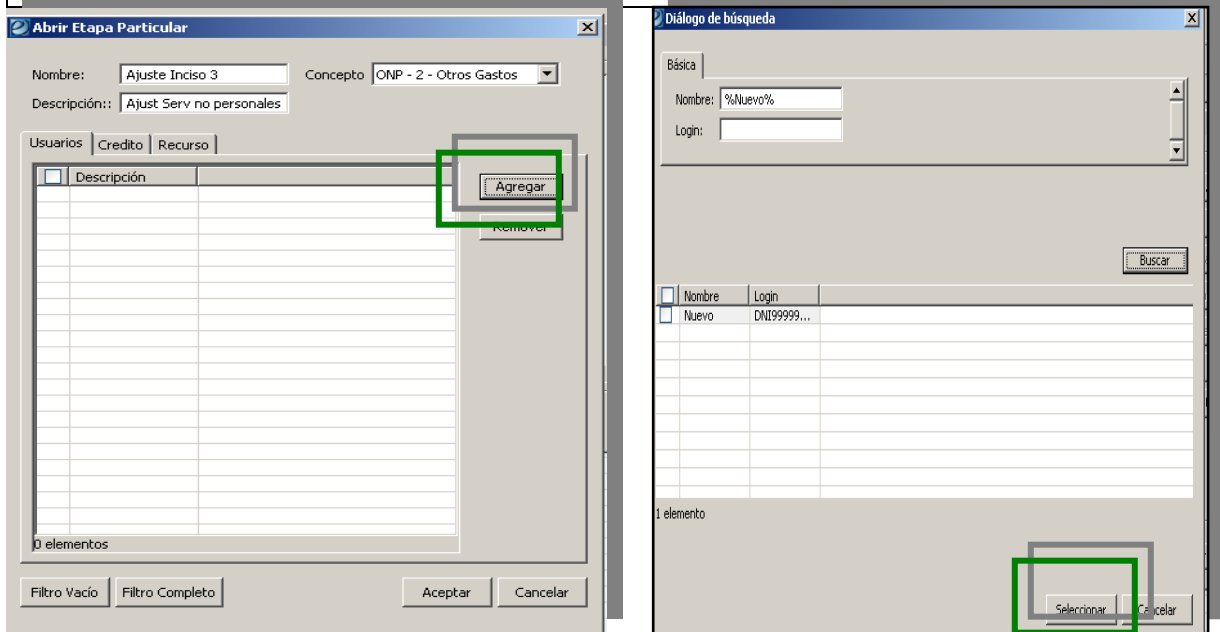 Abrir Etapa Particular
Nombre: Ajuste Inciso 3 Concepto ONP - 2 - Otros Gastos
Descripción:: Ajust Serv no personales
Usuarios Credito Recurso
Descripción
Agregar
Remover
0 elementos
Filtro Vacío Filtro Completo Aceptar Cancelar
Diálogo de búsqueda
Básica
Nombre: %Nuevo%
Login:
Buscar
Nombre Login
Nuevo DNI99999...
1 elemento
Seleccionar Cancelar